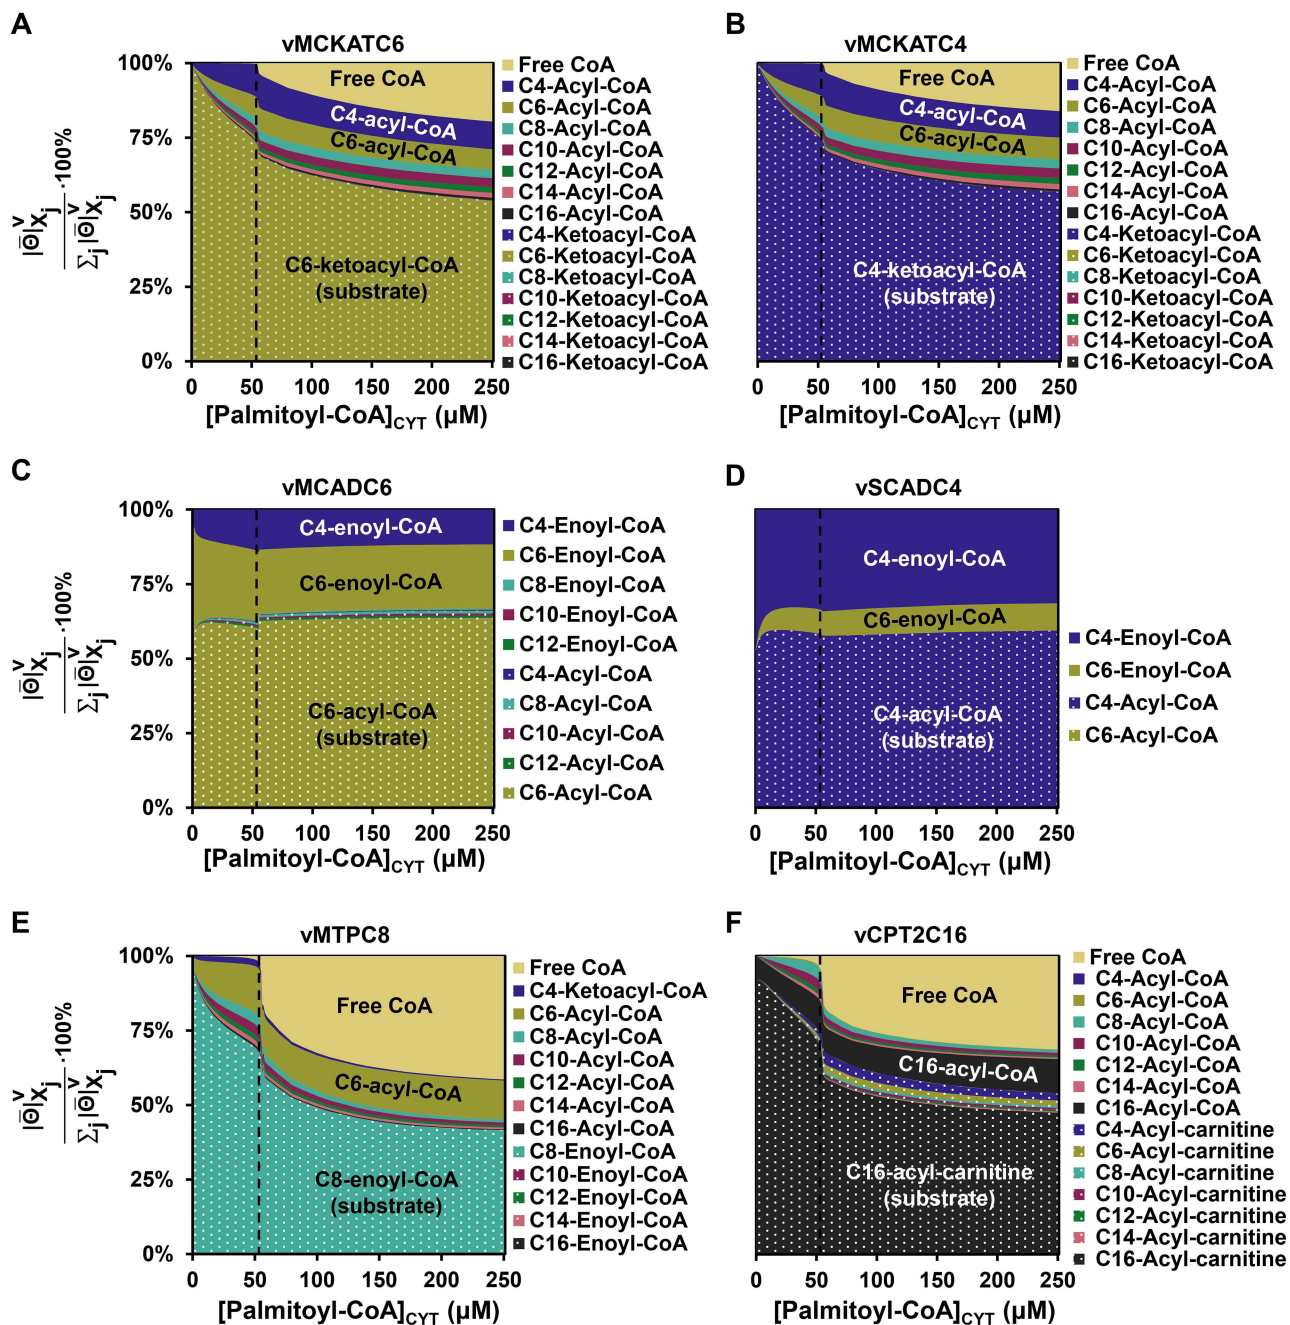 A
vMCKATC6
100%
75%
50%
25%
0%
|Θ̄|ᵛXj / Σj |Θ̄|ᵛXj ·100%
Free CoA
C4-acyl-CoA
C6-acyl-CoA
C6-ketoacyl-CoA
(substrate)
0 50 100 150 200 250
[Palmitoyl-CoA]CYT (µM)
Free CoA
C4-Acyl-CoA
C6-Acyl-CoA
C8-Acyl-CoA
C10-Acyl-CoA
C12-Acyl-CoA
C14-Acyl-CoA
C16-Acyl-CoA
C4-Ketoacyl-CoA
C6-Ketoacyl-CoA
C8-Ketoacyl-CoA
C10-Ketoacyl-CoA
C12-Ketoacyl-CoA
C14-Ketoacyl-CoA
C16-Ketoacyl-CoA
B
vMCKATC4
Free CoA
C4-acyl-CoA
C6-acyl-CoA
C4-ketoacyl-CoA
(substrate)
0 50 100 150 200 250
[Palmitoyl-CoA]CYT (µM)
Free CoA
C4-Acyl-CoA
C6-Acyl-CoA
C8-Acyl-CoA
C10-Acyl-CoA
C12-Acyl-CoA
C14-Acyl-CoA
C16-Acyl-CoA
C4-Ketoacyl-CoA
C6-Ketoacyl-CoA
C8-Ketoacyl-CoA
C10-Ketoacyl-CoA
C12-Ketoacyl-CoA
C14-Ketoacyl-CoA
C16-Ketoacyl-CoA
C
vMCADC6
100%
75%
50%
25%
0%
|Θ̄|ᵛXj / Σj |Θ̄|ᵛXj ·100%
C4-enoyl-CoA
C6-enoyl-CoA
C6-acyl-CoA
(substrate)
0 50 100 150 200 250
[Palmitoyl-CoA]CYT (µM)
C4-Enoyl-CoA
C6-Enoyl-CoA
C8-Enoyl-CoA
C10-Enoyl-CoA
C12-Enoyl-CoA
C4-Acyl-CoA
C8-Acyl-CoA
C10-Acyl-CoA
C12-Acyl-CoA
C6-Acyl-CoA
D
vSCADC4
C4-enoyl-CoA
C6-enoyl-CoA
C4-acyl-CoA
(substrate)
0 50 100 150 200 250
[Palmitoyl-CoA]CYT (µM)
C4-Enoyl-CoA
C6-Enoyl-CoA
C4-Acyl-CoA
C6-Acyl-CoA
E
vMTPC8
100%
75%
50%
25%
0%
|Θ̄|ᵛXj / Σj |Θ̄|ᵛXj ·100%
Free CoA
C6-acyl-CoA
C8-enoyl-CoA
(substrate)
0 50 100 150 200 250
[Palmitoyl-CoA]CYT (µM)
Free CoA
C4-Ketoacyl-CoA
C6-Acyl-CoA
C8-Acyl-CoA
C10-Acyl-CoA
C12-Acyl-CoA
C14-Acyl-CoA
C16-Acyl-CoA
C8-Enoyl-CoA
C10-Enoyl-CoA
C12-Enoyl-CoA
C14-Enoyl-CoA
C16-Enoyl-CoA
F
vCPT2C16
Free CoA
C16-acyl-CoA
C16-acyl-carnitine
(substrate)
0 50 100 150 200 250
[Palmitoyl-CoA]CYT (µM)
Free CoA
C4-Acyl-CoA
C6-Acyl-CoA
C8-Acyl-CoA
C10-Acyl-CoA
C12-Acyl-CoA
C14-Acyl-CoA
C16-Acyl-CoA
C4-Acyl-carnitine
C6-Acyl-carnitine
C8-Acyl-carnitine
C10-Acyl-carnitine
C12-Acyl-carnitine
C14-Acyl-carnitine
C16-Acyl-carnitine